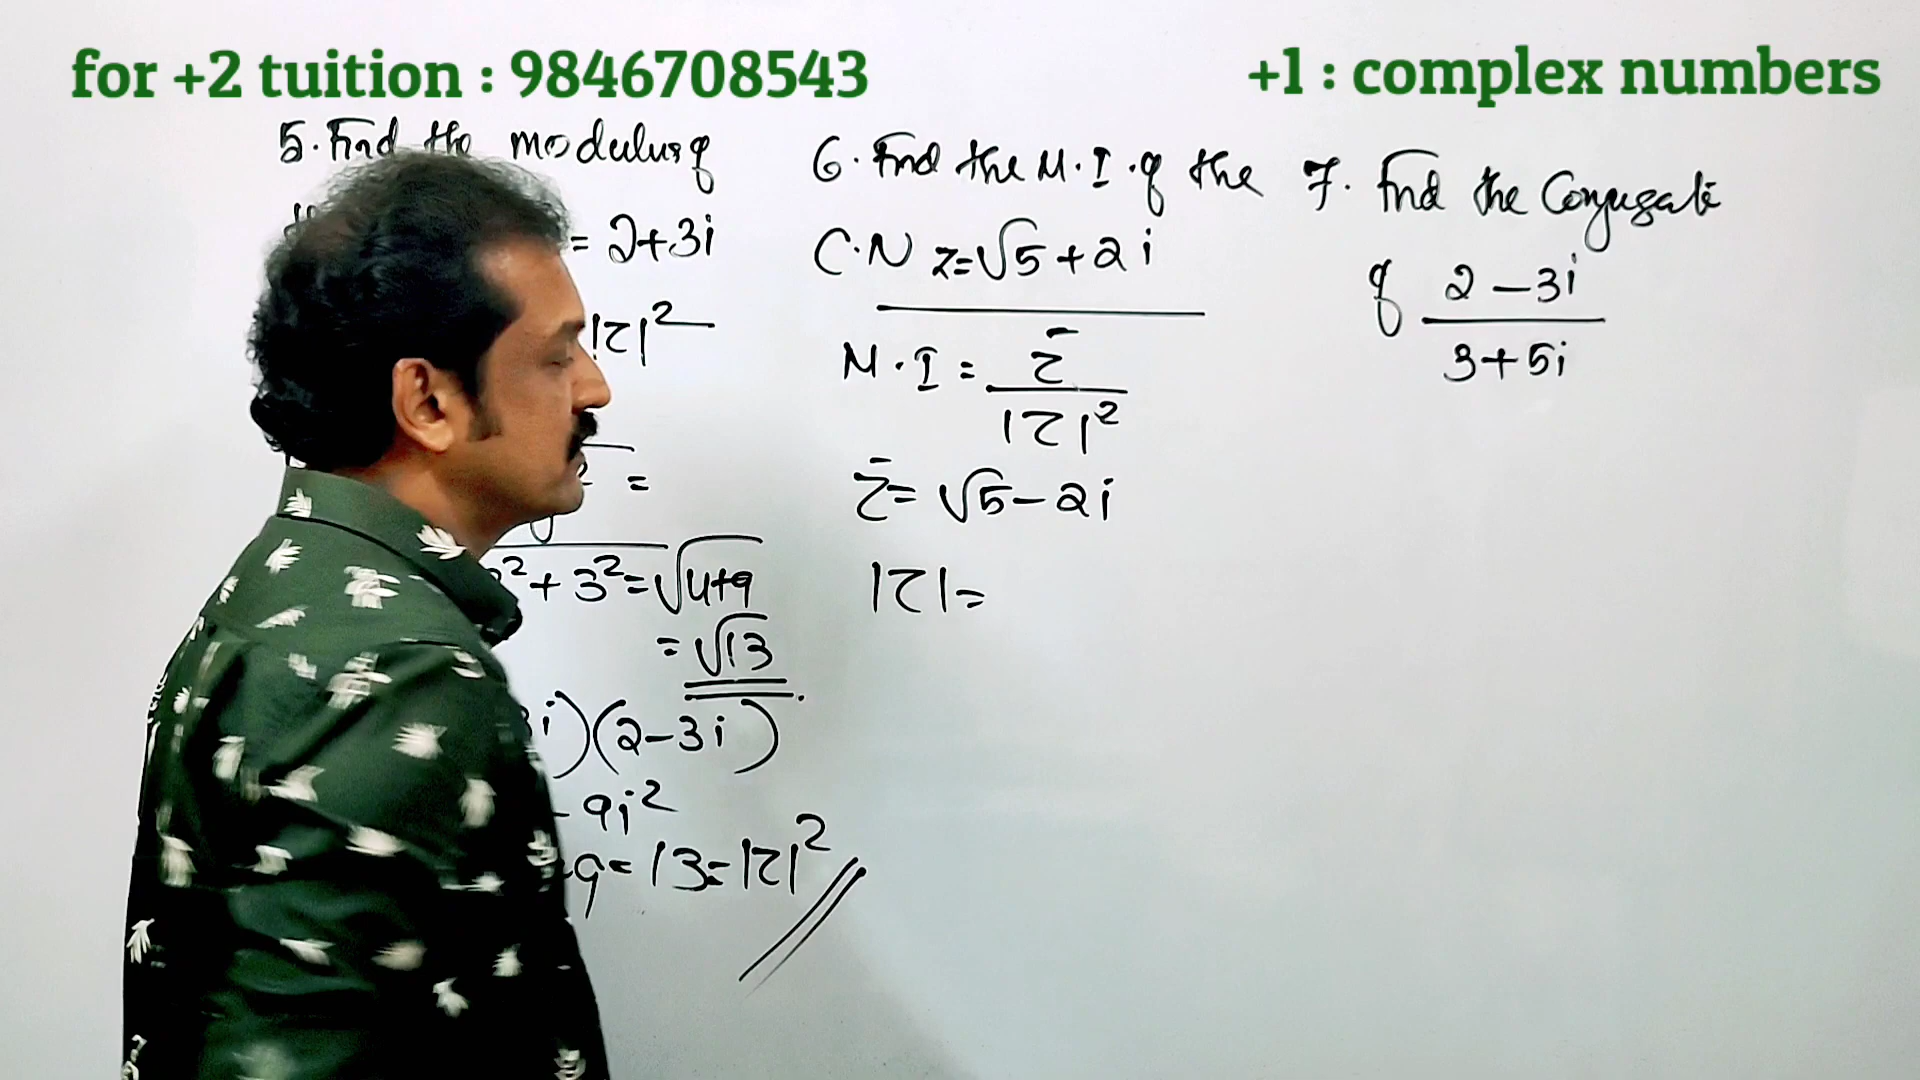 for +2 tuition : 9846708543
+1 : complex numbers
5. Find the modulus of
= 2+3i
|z|²
=
²+ 3² = √4+9
= √13
i)(2-3i)
- 9i²
9 = 13 = |z|²
6. Find the M.I. of the
C.N z = √5 + 2i
M.I = z̄ / |z|²
z̄ = √5 - 2i
|z| =
7. Find the Conjugate
of 2 - 3i / 3 + 5i